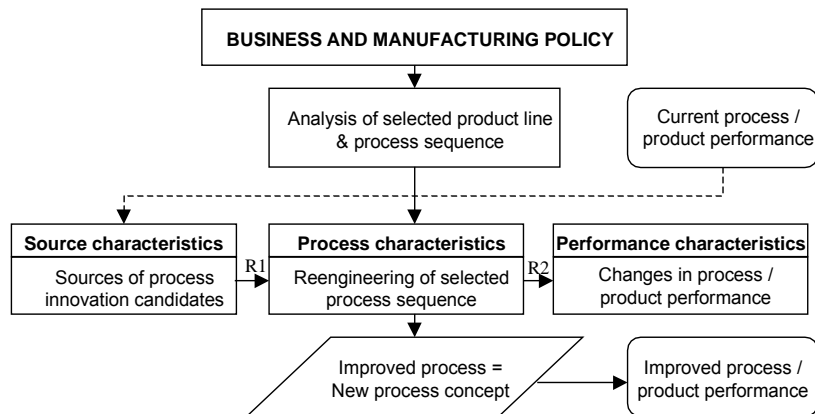 BUSINESS AND MANUFACTURING POLICY
Analysis of selected product line
& process sequence
Current process /
product performance
Source characteristics
Sources of process
innovation candidates
R1
Process characteristics
Reengineering of selected
process sequence
R2
Performance characteristics
Changes in process /
product performance
Improved process =
New process concept
Improved process /
product performance